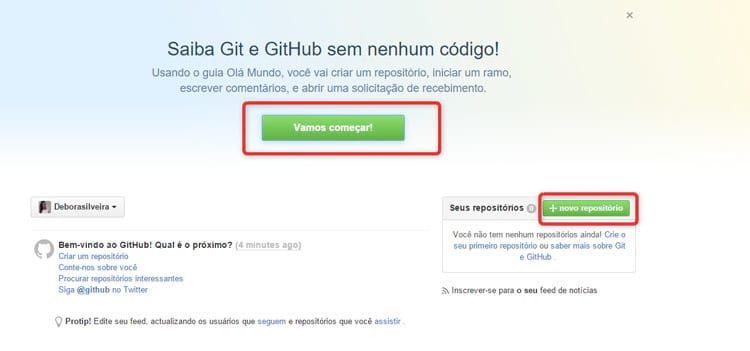 ×
Saiba Git e GitHub sem nenhum código!
Usando o guia Olá Mundo, você vai criar um repositório, iniciar um ramo,
escrever comentários, e abrir uma solicitação de recebimento.
Vamos começar!
Deborasilveira
Seus repositórios 0 + novo repositório
Você não tem nenhum repositórios ainda! Crie o
seu primeiro repositório ou saber mais sobre Git
e GitHub .
Bem-vindo ao GitHub! Qual é o próximo? (4 minutes ago)
Criar um repositório
Conte-nos sobre você
Procurar repositórios interessantes
Siga @github no Twitter
Inscrever-se para o seu feed de notícias
Protip! Edite seu feed, actualizando os usuários que seguem e repositórios que você assistir .